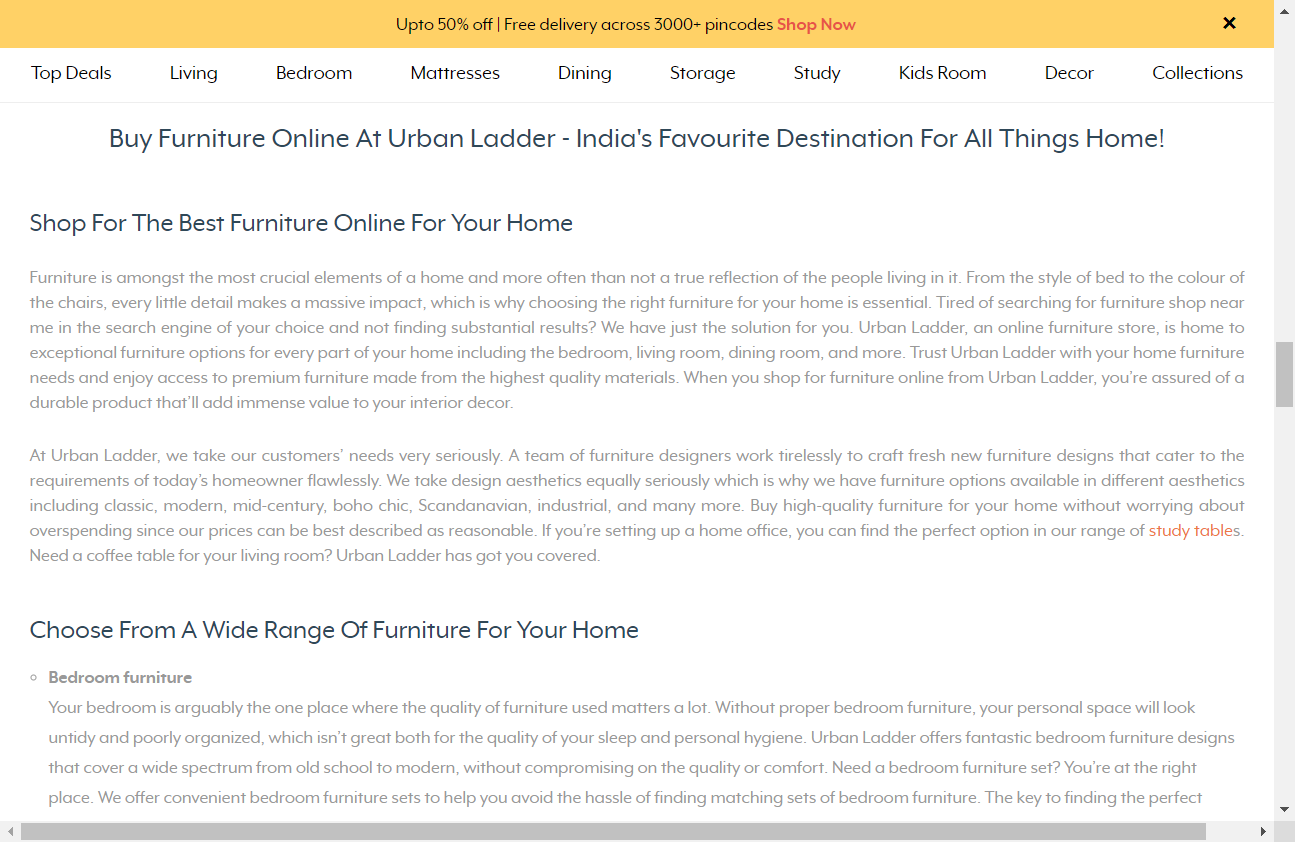 Upto 50% off | Free delivery across 3000+ pincodes Shop Now
Top Deals Living Bedroom Mattresses Dining Storage Study Kids Room Decor Collections
Buy Furniture Online At Urban Ladder - India's Favourite Destination For All Things Home!
Shop For The Best Furniture Online For Your Home
Furniture is amongst the most crucial elements of a home and more often than not a true reflection of the people living in it. From the style of bed to the colour of
the chairs, every little detail makes a massive impact, which is why choosing the right furniture for your home is essential. Tired of searching for furniture shop near
me in the search engine of your choice and not finding substantial results? We have just the solution for you. Urban Ladder, an online furniture store, is home to
exceptional furniture options for every part of your home including the bedroom, living room, dining room, and more. Trust Urban Ladder with your home furniture
needs and enjoy access to premium furniture made from the highest quality materials. When you shop for furniture online from Urban Ladder, you're assured of a
durable product that'll add immense value to your interior decor.
At Urban Ladder, we take our customers' needs very seriously. A team of furniture designers work tirelessly to craft fresh new furniture designs that cater to the
requirements of today's homeowner flawlessly. We take design aesthetics equally seriously which is why we have furniture options available in different aesthetics
including classic, modern, mid-century, boho chic, Scandanavian, industrial, and many more. Buy high-quality furniture for your home without worrying about
overspending since our prices can be best described as reasonable. If you're setting up a home office, you can find the perfect option in our range of study tables.
Need a coffee table for your living room? Urban Ladder has got you covered.
Choose From A Wide Range Of Furniture For Your Home
Bedroom furniture
Your bedroom is arguably the one place where the quality of furniture used matters a lot. Without proper bedroom furniture, your personal space will look
untidy and poorly organized, which isn't great both for the quality of your sleep and personal hygiene. Urban Ladder offers fantastic bedroom furniture designs
that cover a wide spectrum from old school to modern, without compromising on the quality or comfort. Need a bedroom furniture set? You're at the right
place. We offer convenient bedroom furniture sets to help you avoid the hassle of finding matching sets of bedroom furniture. The key to finding the perfect